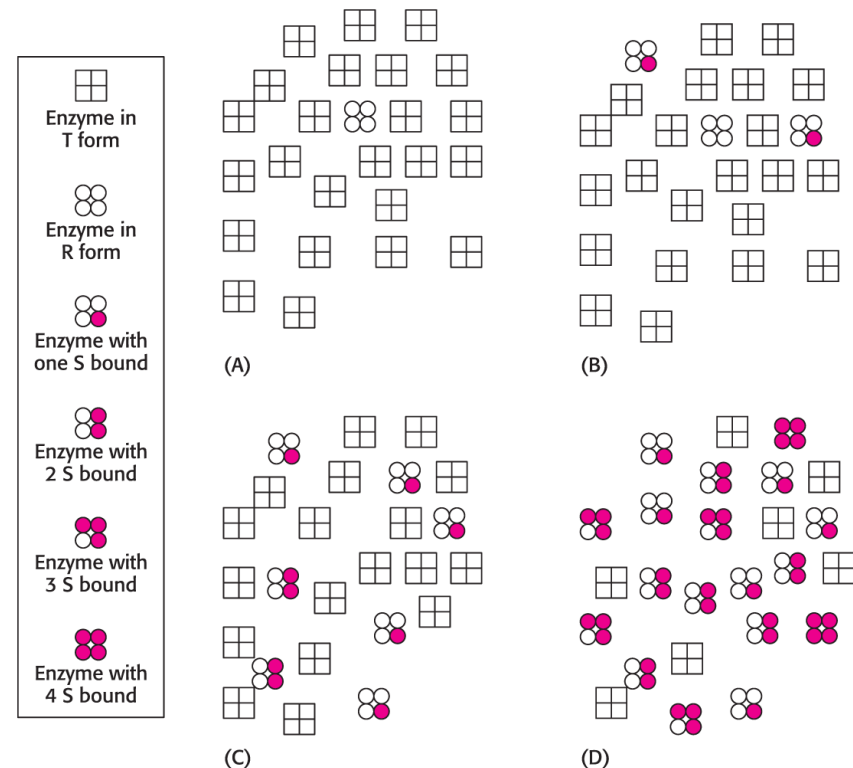 Enzyme in
T form
Enzyme in
R form
Enzyme with
one S bound
Enzyme with
2 S bound
Enzyme with
3 S bound
Enzyme with
4 S bound
(A)
(B)
(C)
(D)